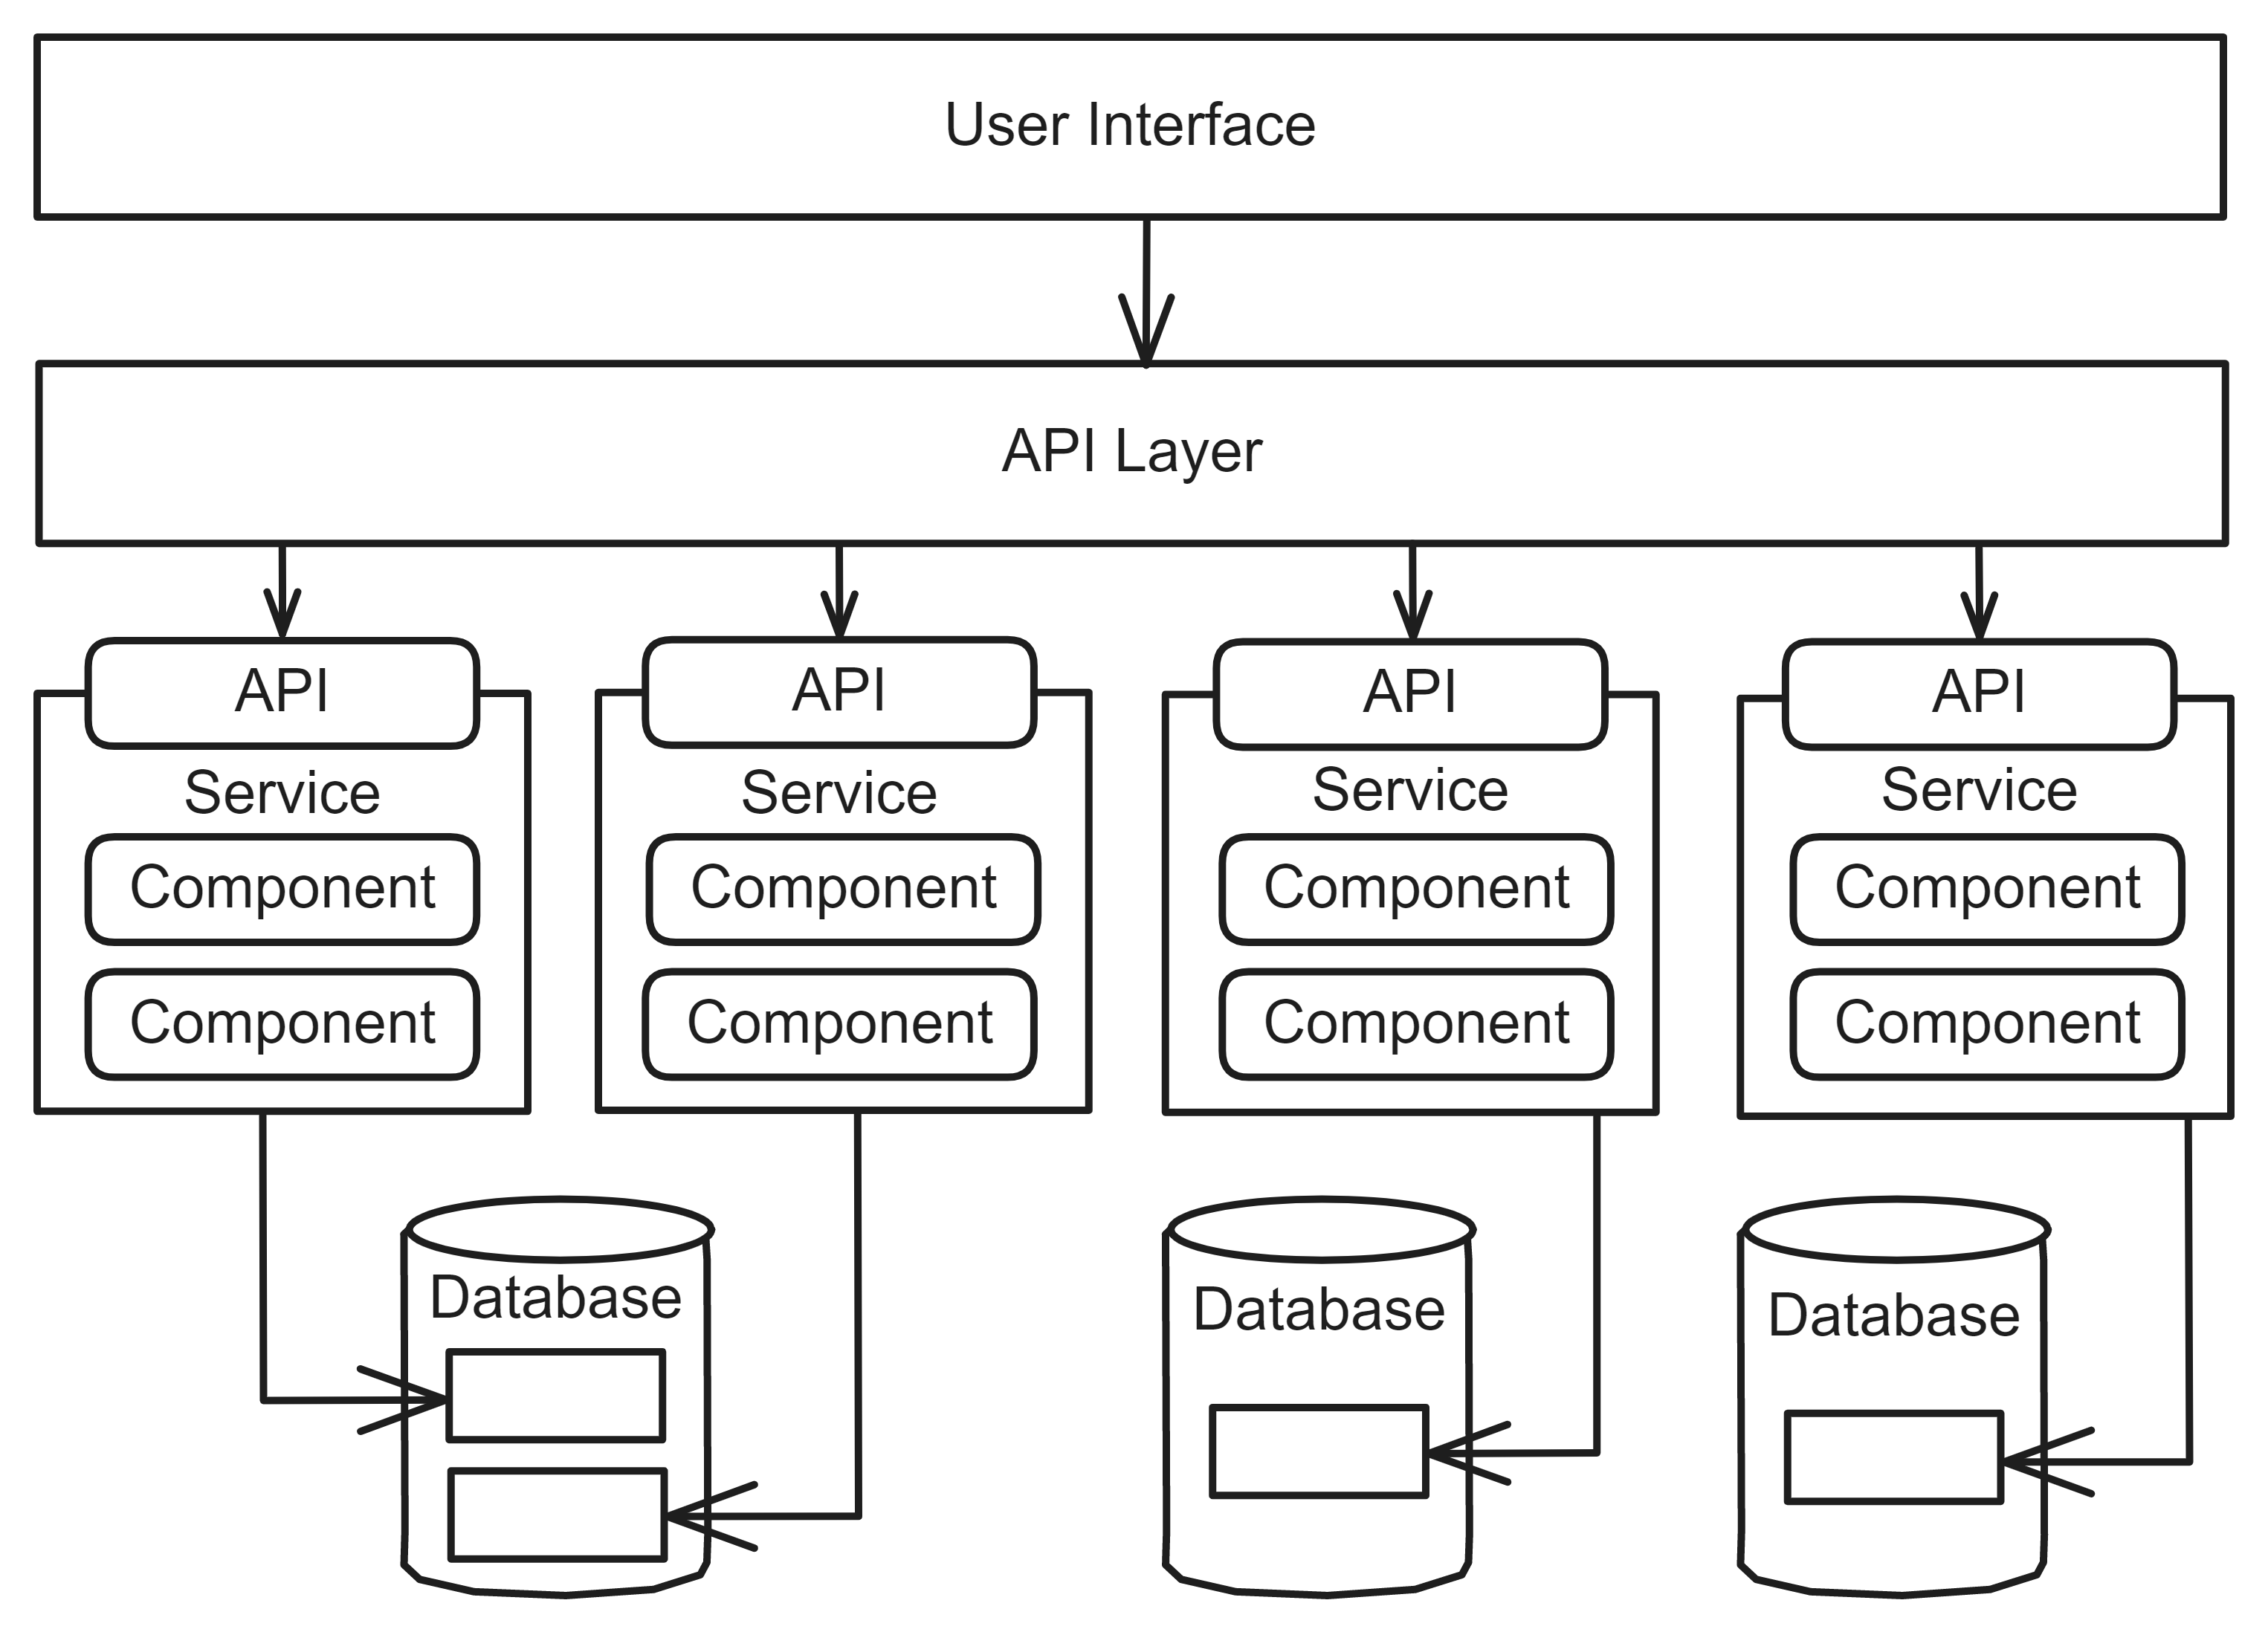 User Interface
API Layer
API
API
API
API
Service
Service
Service
Service
Component
Component
Component
Component
Component
Component
Component
Component
Database
Database
Database